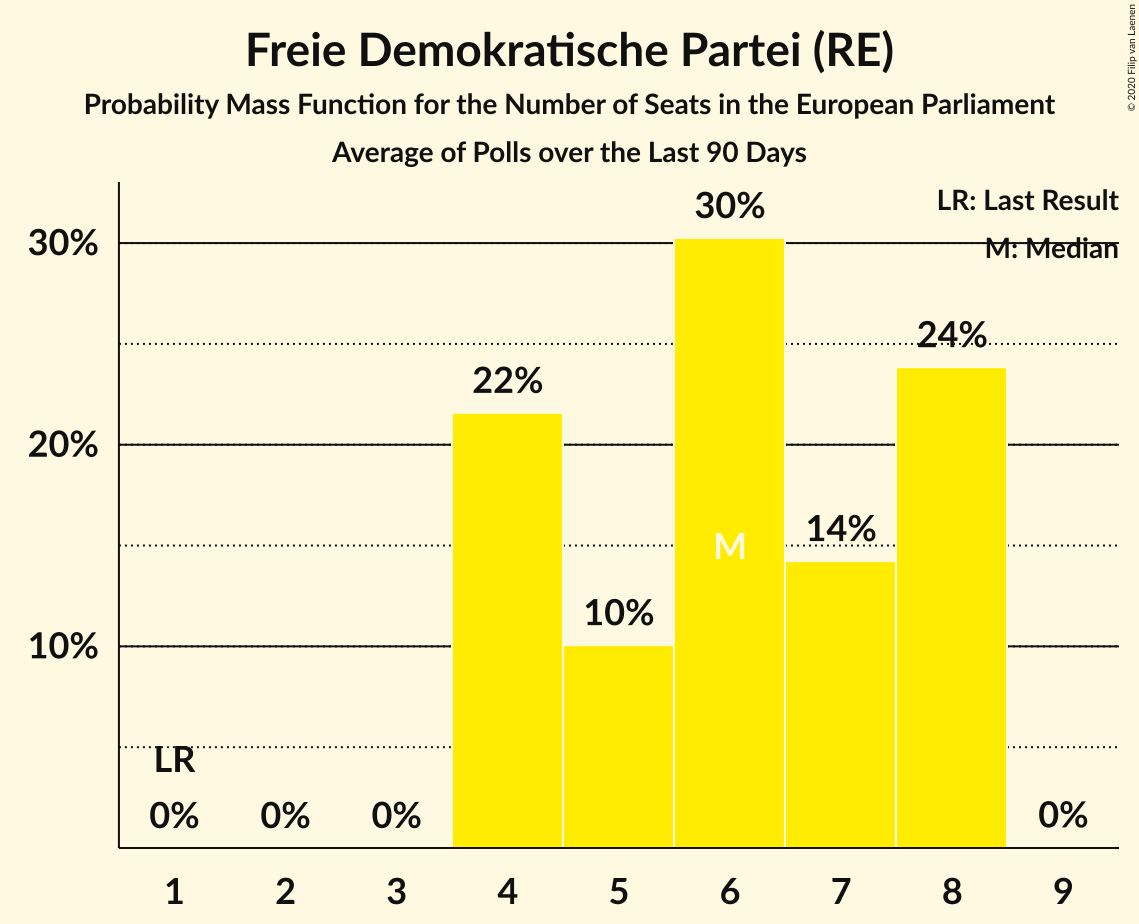 Freie Demokratische Partei (RE)
Probability Mass Function for the Number of Seats in the European Parliament
Average of Polls over the Last 90 Days
© 2020 Filip van Laenen
LR: Last Result
M: Median
30%
20%
10%
LR
0%
0%
0%
22%
10%
30%
M
14%
24%
0%
1 2 3 4 5 6 7 8 9